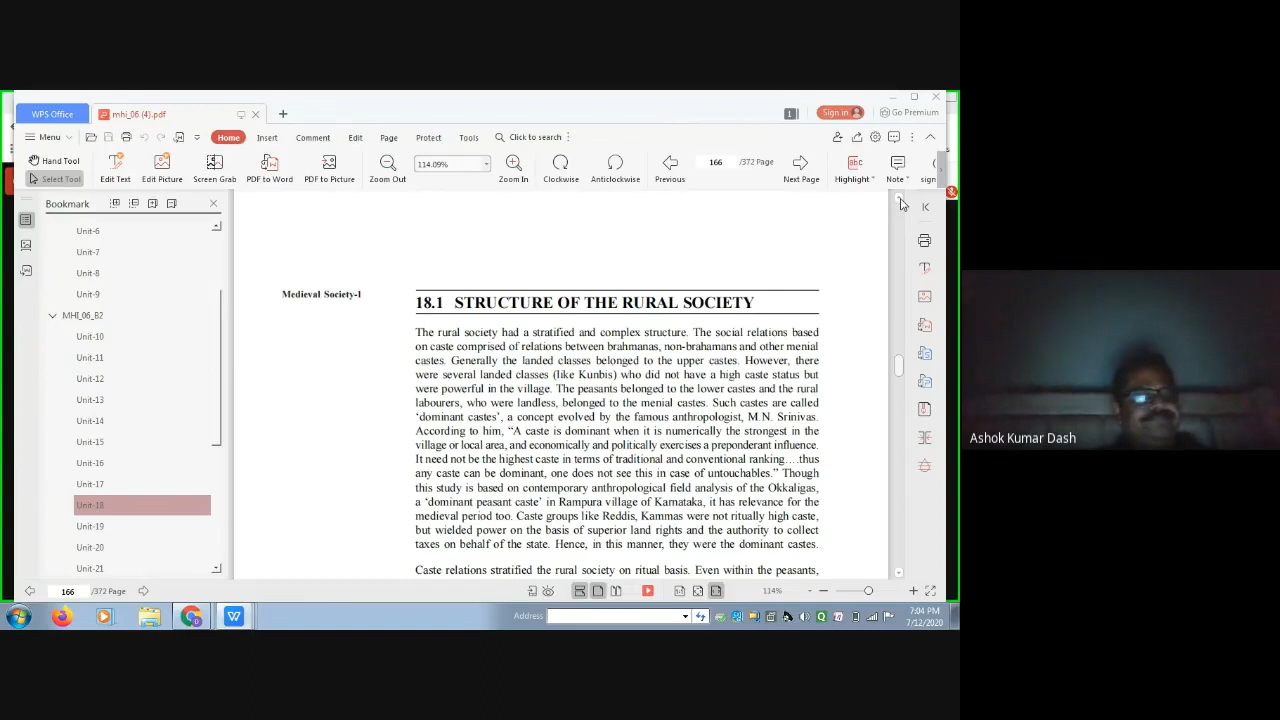 WPS Office
mhi_06 (4).pdf
1
Sign in
Go Premium
Menu
Home
Insert
Comment
Edit
Page
Protect
Tools
Click to search
Hand Tool
Select Tool
Edit Text
Edit Picture
Screen Grab
PDF to Word
PDF to Picture
Zoom Out
114.09%
Zoom In
Clockwise
Anticlockwise
Previous
166
/372 Page
Next Page
Highlight
Note
sign
Bookmark
Unit-6
Unit-7
Unit-8
Unit-9
MHI_06_B2
Unit-10
Unit-11
Unit-12
Unit-13
Unit-14
Unit-15
Unit-16
Unit-17
Unit-18
Unit-19
Unit-20
Unit-21
Medieval Society-1
18.1 STRUCTURE OF THE RURAL SOCIETY
The rural society had a stratified and complex structure. The social relations based
on caste comprised of relations between brahmanas, non-brahamans and other menial
castes. Generally the landed classes belonged to the upper castes. However, there
were several landed classes (like Kunbis) who did not have a high caste status but
were powerful in the village. The peasants belonged to the lower castes and the rural
labourers, who were landless, belonged to the menial castes. Such castes are called
‘dominant castes’, a concept evolved by the famous anthropologist, M.N. Srinivas.
According to him, “A caste is dominant when it is numerically the strongest in the
village or local area, and economically and politically exercises a preponderant influence.
It need not be the highest caste in terms of traditional and conventional ranking….thus
any caste can be dominant, one does not see this in case of untouchables.” Though
this study is based on contemporary anthropological field analysis of the Okkaligas,
a ‘dominant peasant caste’ in Rampura village of Karnataka, it has relevance for the
medieval period too. Caste groups like Reddis, Kammas were not ritually high caste,
but wielded power on the basis of superior land rights and the authority to collect
taxes on behalf of the state. Hence, in this manner, they were the dominant castes.
Caste relations stratified the rural society on ritual basis. Even within the peasants,
166
/372 Page
114%
Address
7:04 PM
7/12/2020
Ashok Kumar Dash